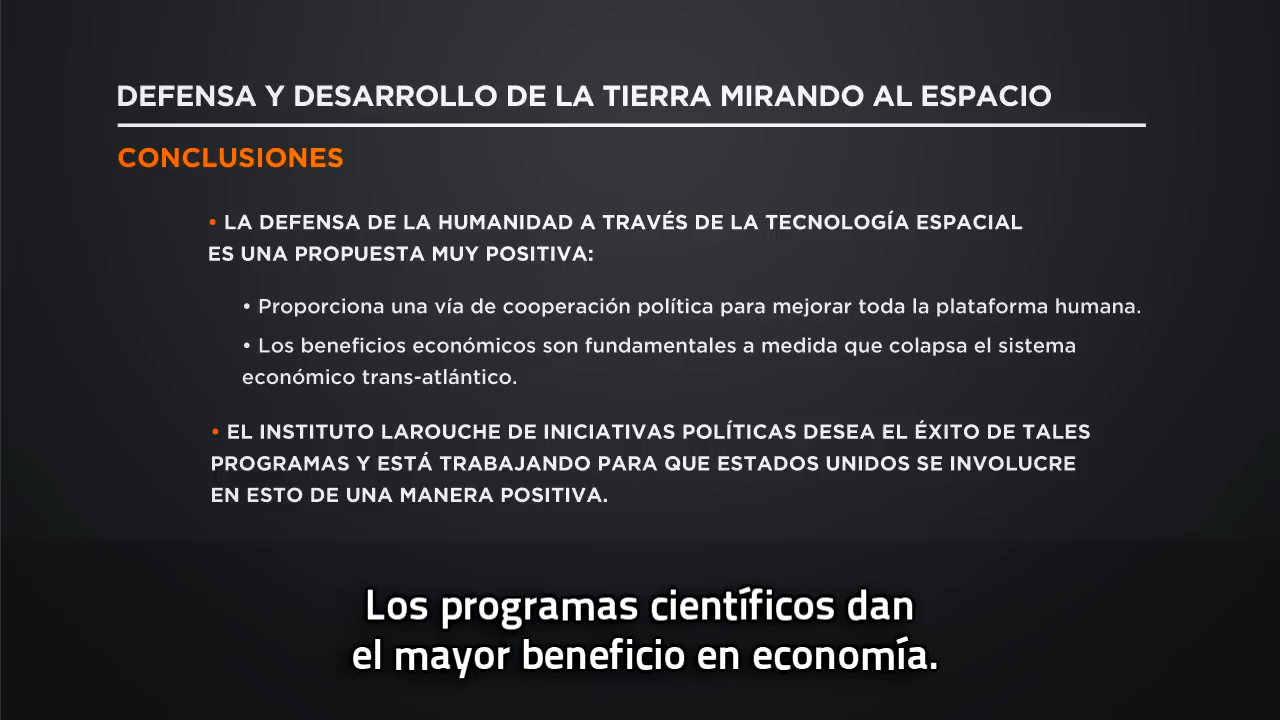 DEFENSA Y DESARROLLO DE LA TIERRA MIRANDO AL ESPACIO
CONCLUSIONES
• LA DEFENSA DE LA HUMANIDAD A TRAVÉS DE LA TECNOLOGÍA ESPACIAL
ES UNA PROPUESTA MUY POSITIVA:
• Proporciona una vía de cooperación política para mejorar toda la plataforma humana.
• Los beneficios económicos son fundamentales a medida que colapsa el sistema
económico trans-atlántico.
• EL INSTITUTO LAROUCHE DE INICIATIVAS POLÍTICAS DESEA EL ÉXITO DE TALES
PROGRAMAS Y ESTÁ TRABAJANDO PARA QUE ESTADOS UNIDOS SE INVOLUCRE
EN ESTO DE UNA MANERA POSITIVA.
Los programas científicos dan
el mayor beneficio en economía.